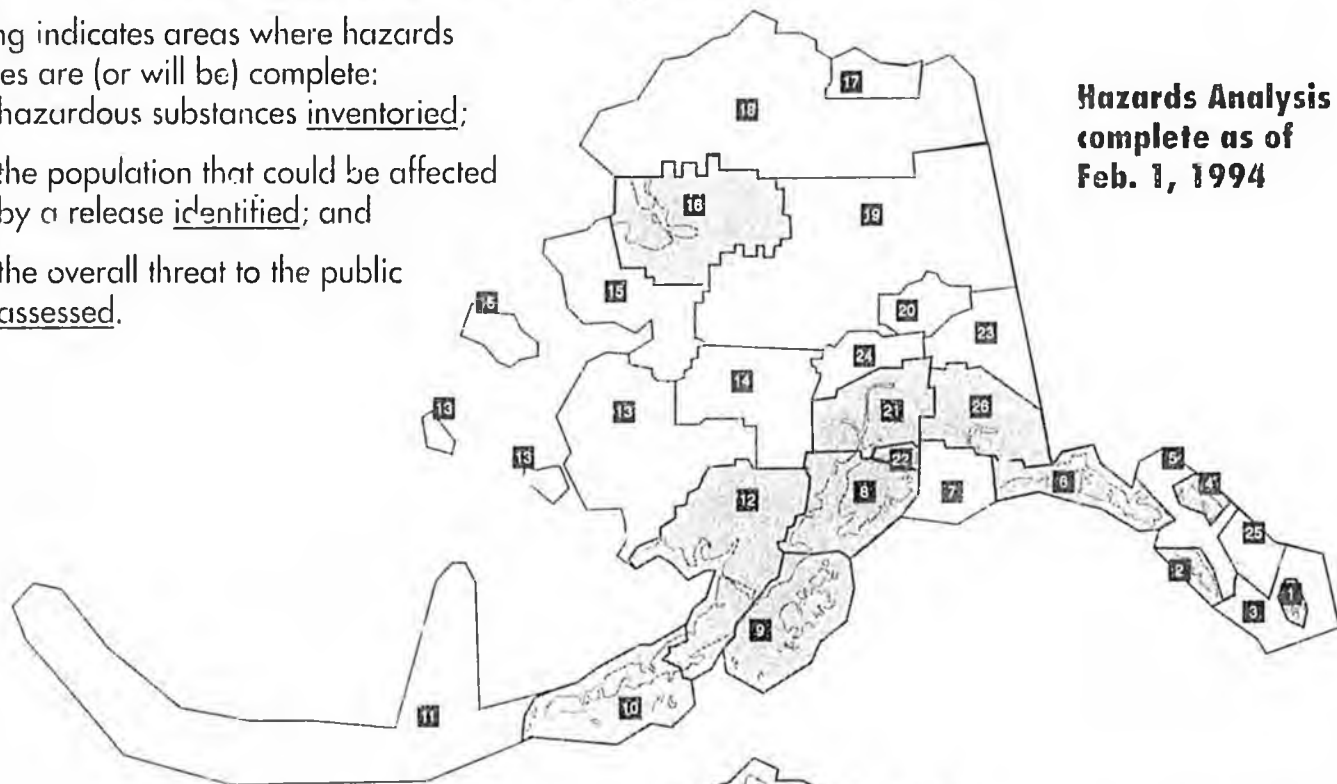 ng indicates areas where hazards
es are (or will be) complete:
hazardous substances inventoried;
the population that could be affected
by a release identified; and
the overall threat to the public
assessed.
Hazards Analysis
complete as of
Feb. 1, 1994
17
18
16
19
15
15
20
23
24
14
13
13
21
26
13
22
12
8
7
6
5
4
25
2
1
3
9
10
11